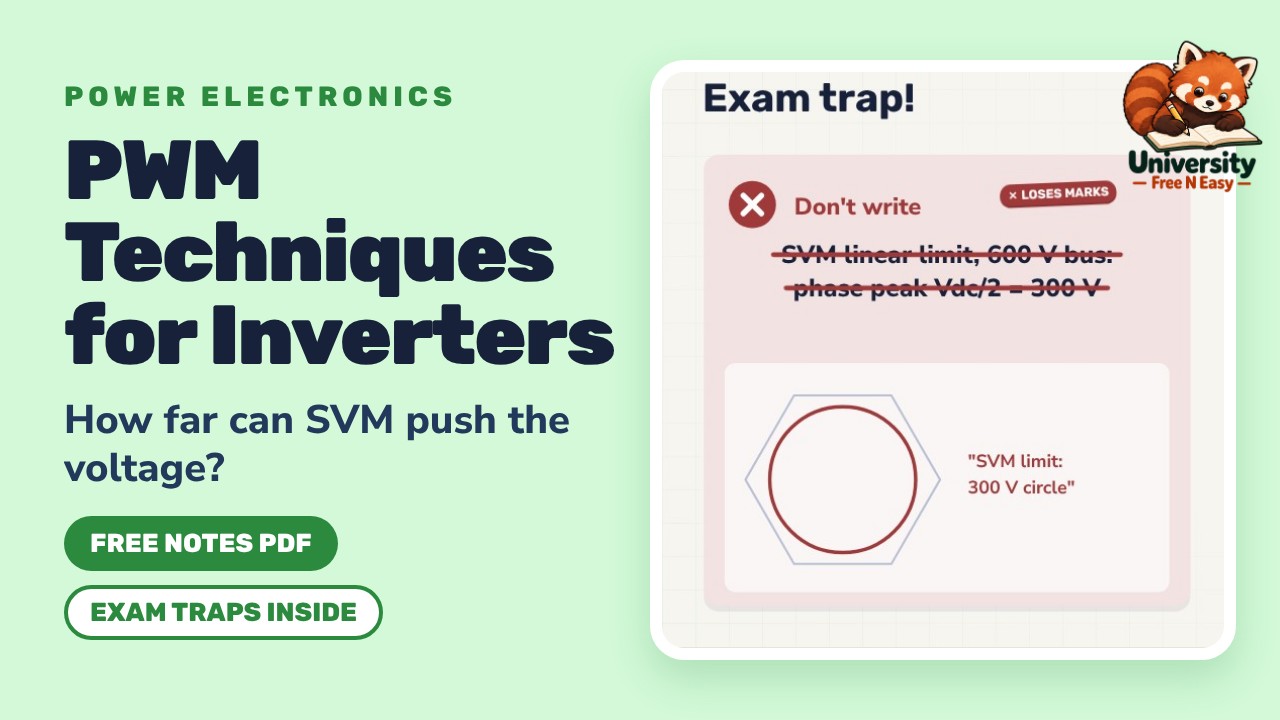 POWER ELECTRONICS
PWM
Techniques
for Inverters
How far can SVM push the
voltage?
FREE NOTES PDF
EXAM TRAPS INSIDE
Exam trap!
Don't write
× LOSES MARKS
SVM linear limit, 600 V bus:
phase peak Vdc/2 = 300 V
"SVM limit:
300 V circle"
University
Free N Easy